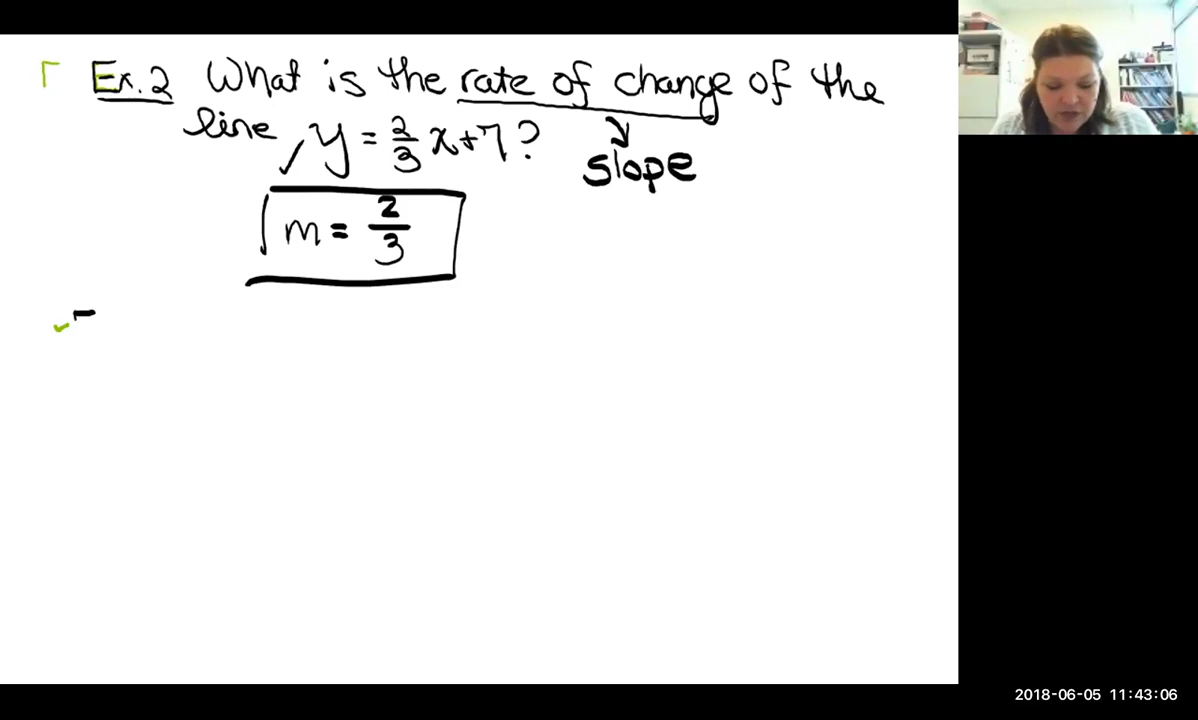 Ex. 2 What is the rate of change of the
line y = 2/3 x + 7?
slope
m = 2/3
2018-06-05 11:43:06